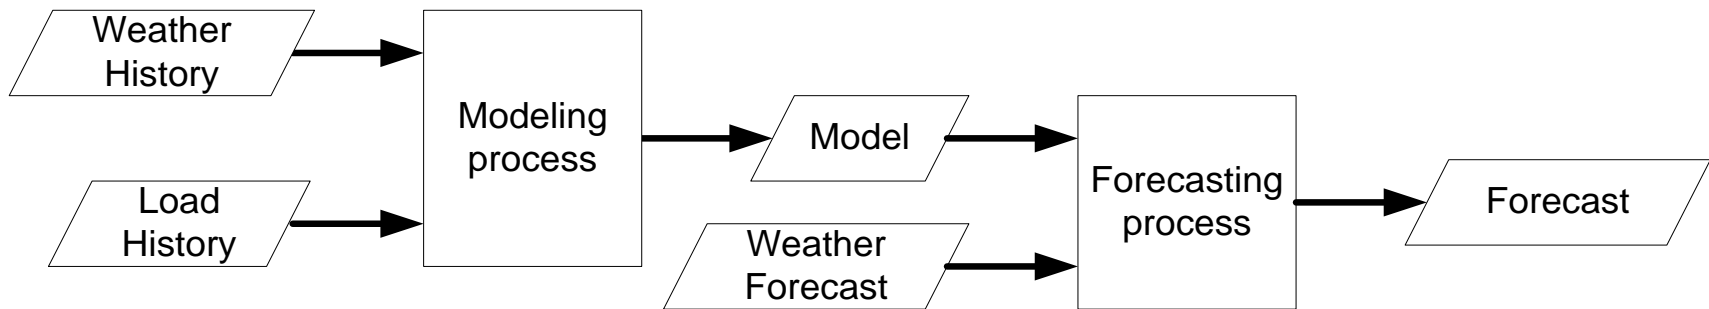 Weather
History
Load
History
Modeling
process
Model
Weather
Forecast
Forecasting
process
Forecast